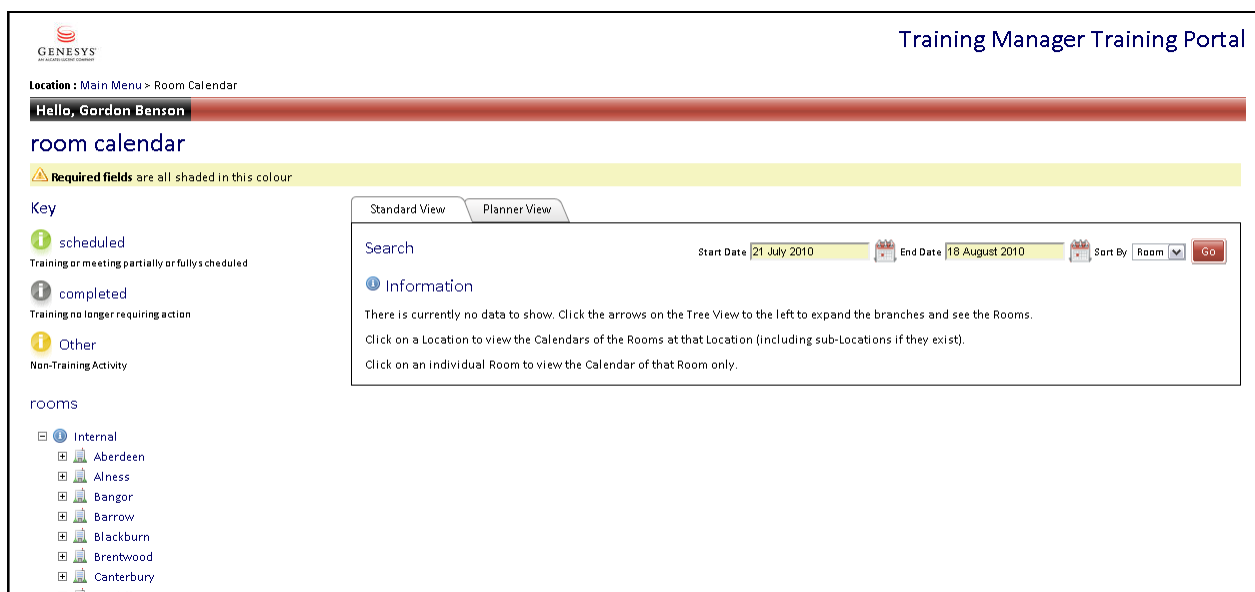 GENESYS
AN ALCATEL-LUCENT COMPANY
Training Manager Training Portal
Location : Main Menu > Room Calendar
Hello, Gordon Benson
room calendar
Required fields are all shaded in this colour
Key
scheduled
Training or meeting partially or fully scheduled
completed
Training no longer requiring action
Other
Non-Training Activity
rooms
Internal
Aberdeen
Alness
Bangor
Barrow
Blackburn
Brentwood
Canterbury
Standard View
Planner View
Search
Start Date 21 July 2010 End Date 18 August 2010 Sort By Room Go
Information
There is currently no data to show. Click the arrows on the Tree View to the left to expand the branches and see the Rooms.
Click on a Location to view the Calendars of the Rooms at that Location (including sub-Locations if they exist).
Click on an individual Room to view the Calendar of that Room only.